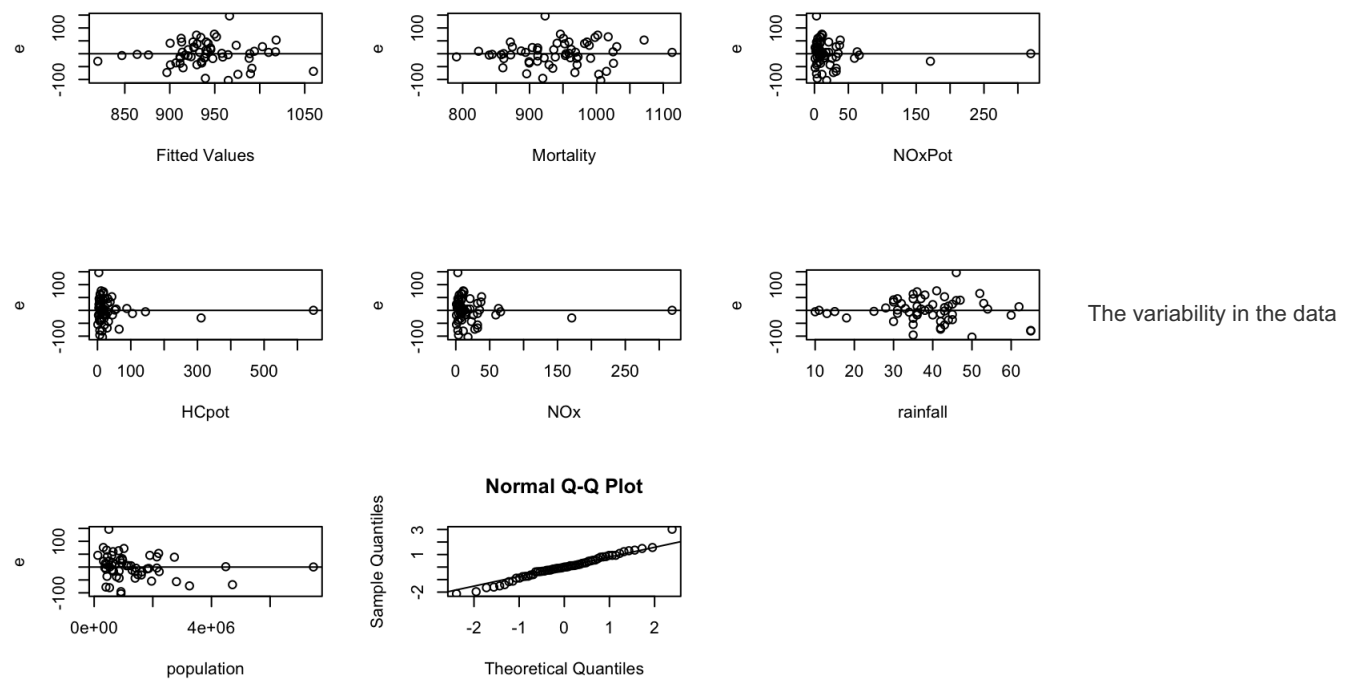 e
100
-100
850 900 950 1050
Fitted Values
e
100
-100
800 900 1000 1100
Mortality
e
100
-100
0 50 150 250
NOxPot
e
100
-100
0 100 300 500
HCpot
e
100
-100
0 50 150 250
NOx
e
100
-100
10 20 30 40 50 60
rainfall
The variability in the data
e
100
-100
0e+00 4e+06
population
Normal Q-Q Plot
Sample Quantiles
3
1
-2
-2 -1 0 1 2
Theoretical Quantiles